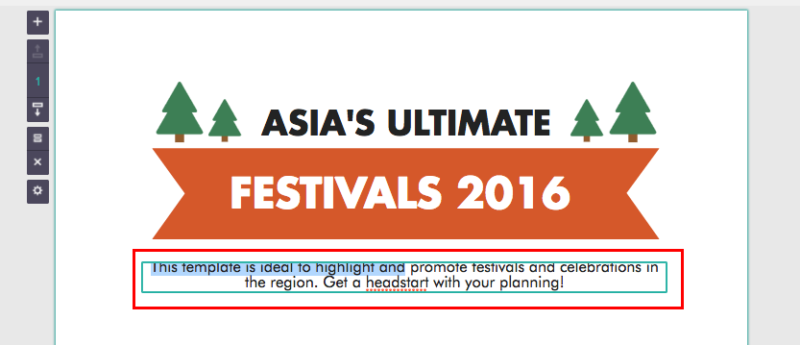 1
ASIA'S ULTIMATE
FESTIVALS 2016
This template is ideal to highlight and promote festivals and celebrations in
the region. Get a headstart with your planning!